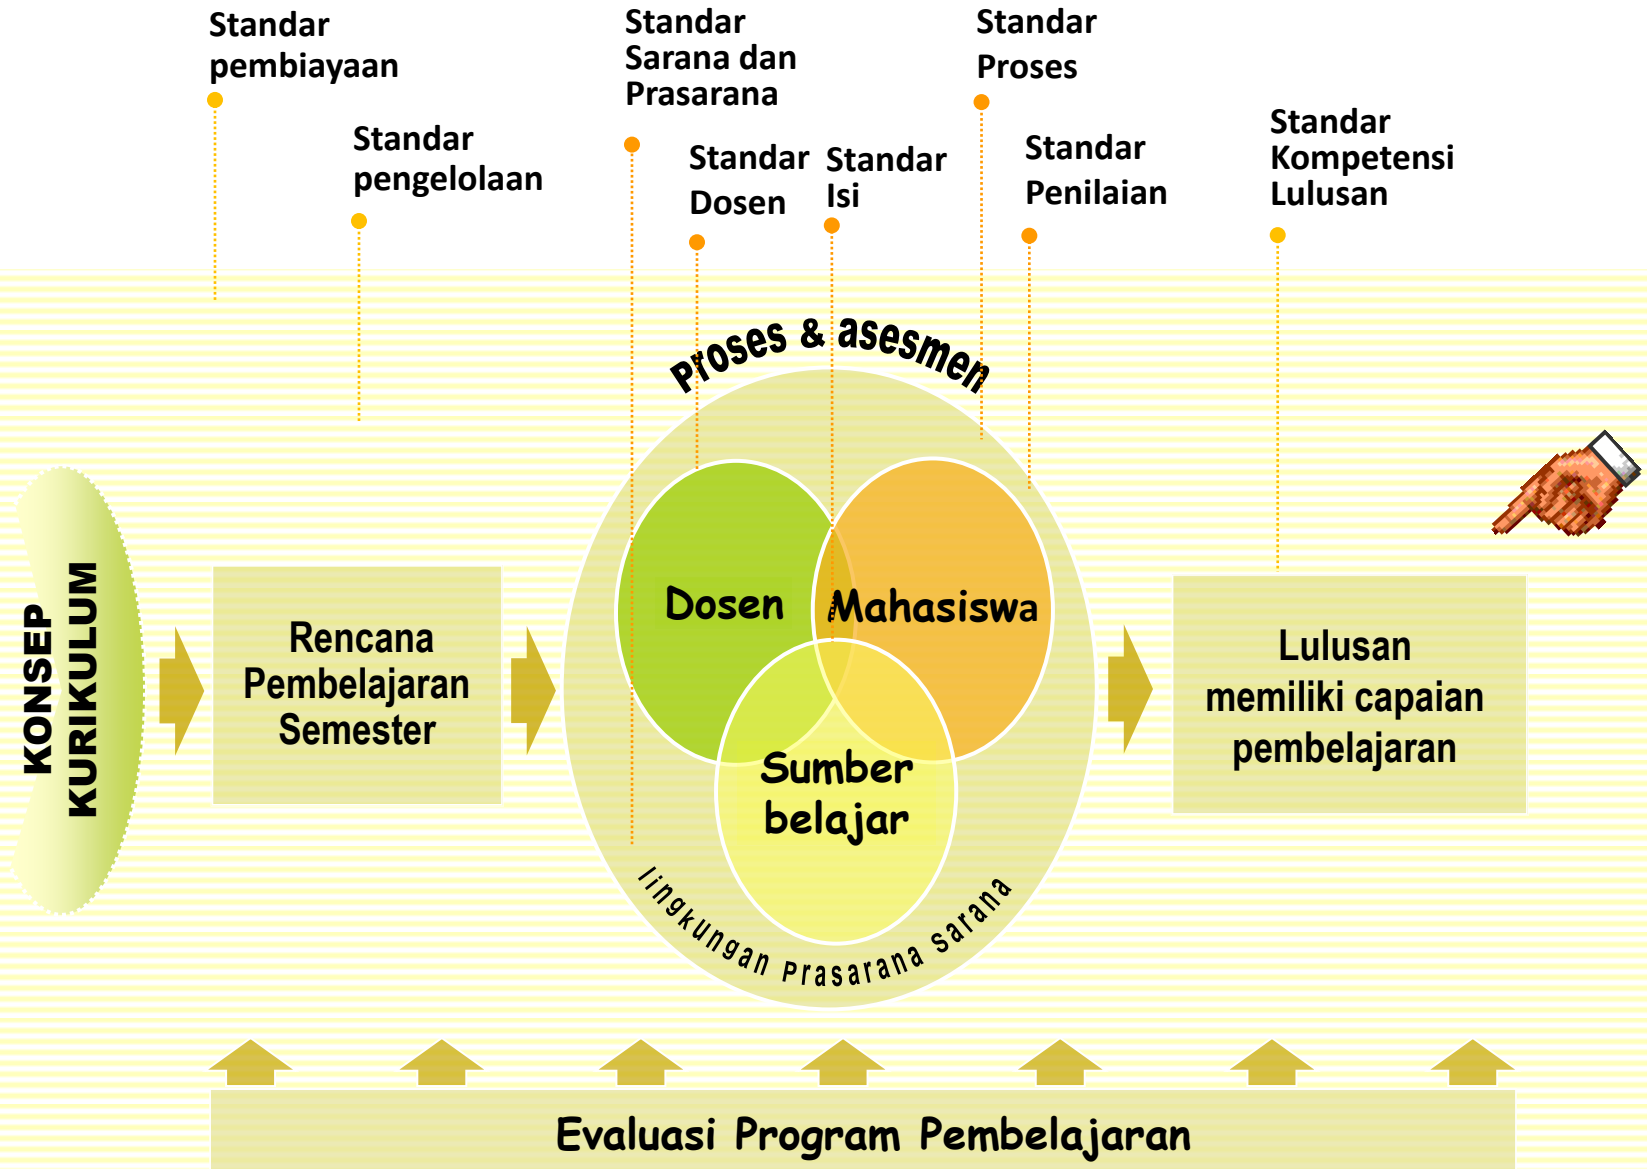 Standar
pembiayaan
Standar
pengelolaan
Standar
Sarana dan
Prasarana
Standar
Dosen
Standar
Isi
Standar
Proses
Standar
Penilaian
Standar
Kompetensi
Lulusan
Proses & asesmen
KONSEP
KURIKULUM
Rencana
Pembelajaran
Semester
Dosen
Mahasiswa
Sumber
belajar
lingkungan Prasarana sarana
Lulusan
memiliki capaian
pembelajaran
Evaluasi Program Pembelajaran